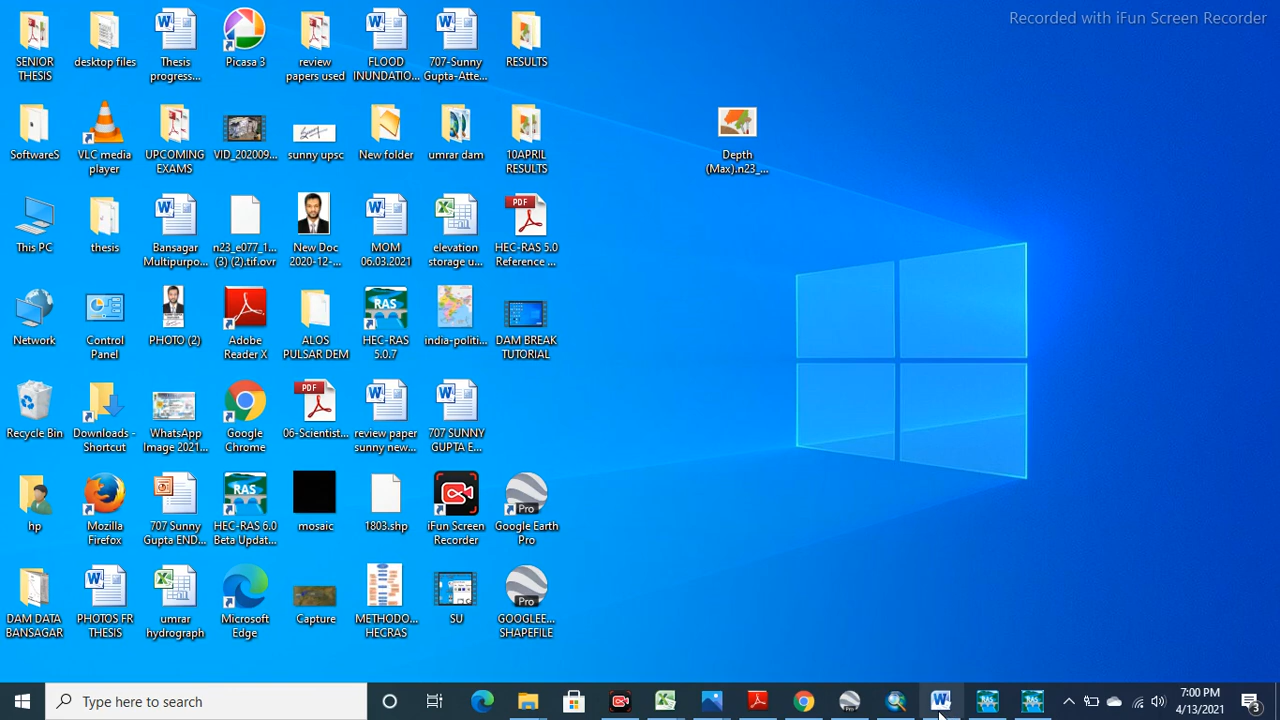 Recorded with iFun Screen Recorder
SENIOR
THESIS
desktop files
Thesis
progress...
Picasa 3
review
papers used
FLOOD
INUNDATIO...
707-Sunny
Gupta-Atte...
RESULTS
SoftwareS
VLC media
player
UPCOMING
EXAMS
VID_202009...
sunny upsc
New folder
umrar dam
10APRIL
RESULTS
Depth
(Max).n23_...
This PC
thesis
Bansagar
Multipurpo...
n23_e077_1...
(3) (2).tif.ovr
New Doc
2020-12-...
MOM
06.03.2021
elevation
storage u...
PDF
HEC-RAS 5.0
Reference ...
Network
Control
Panel
PHOTO (2)
Adobe
Reader X
ALOS
PULSAR DEM
RAS
HEC-RAS
5.0.7
india-politi...
DAM BREAK
TUTORIAL
Recycle Bin
Downloads -
Shortcut
WhatsApp
Image 2021...
Google
Chrome
PDF
06-Scientist...
review paper
sunny new...
707 SUNNY
GUPTA E...
hp
Mozilla
Firefox
707 Sunny
Gupta END...
RAS
HEC-RAS 6.0
Beta Updat...
mosaic
1803.shp
iFun Screen
Recorder
Pro
Google Earth
Pro
DAM DATA
BANSAGAR
PHOTOS FR
THESIS
umrar
hydrograph
Microsoft
Edge
Capture
METHODO...
HECRAS
SU
Pro
GOOGLEE...
SHAPEFILE
Type here to search
7:00 PM
4/13/2021
3